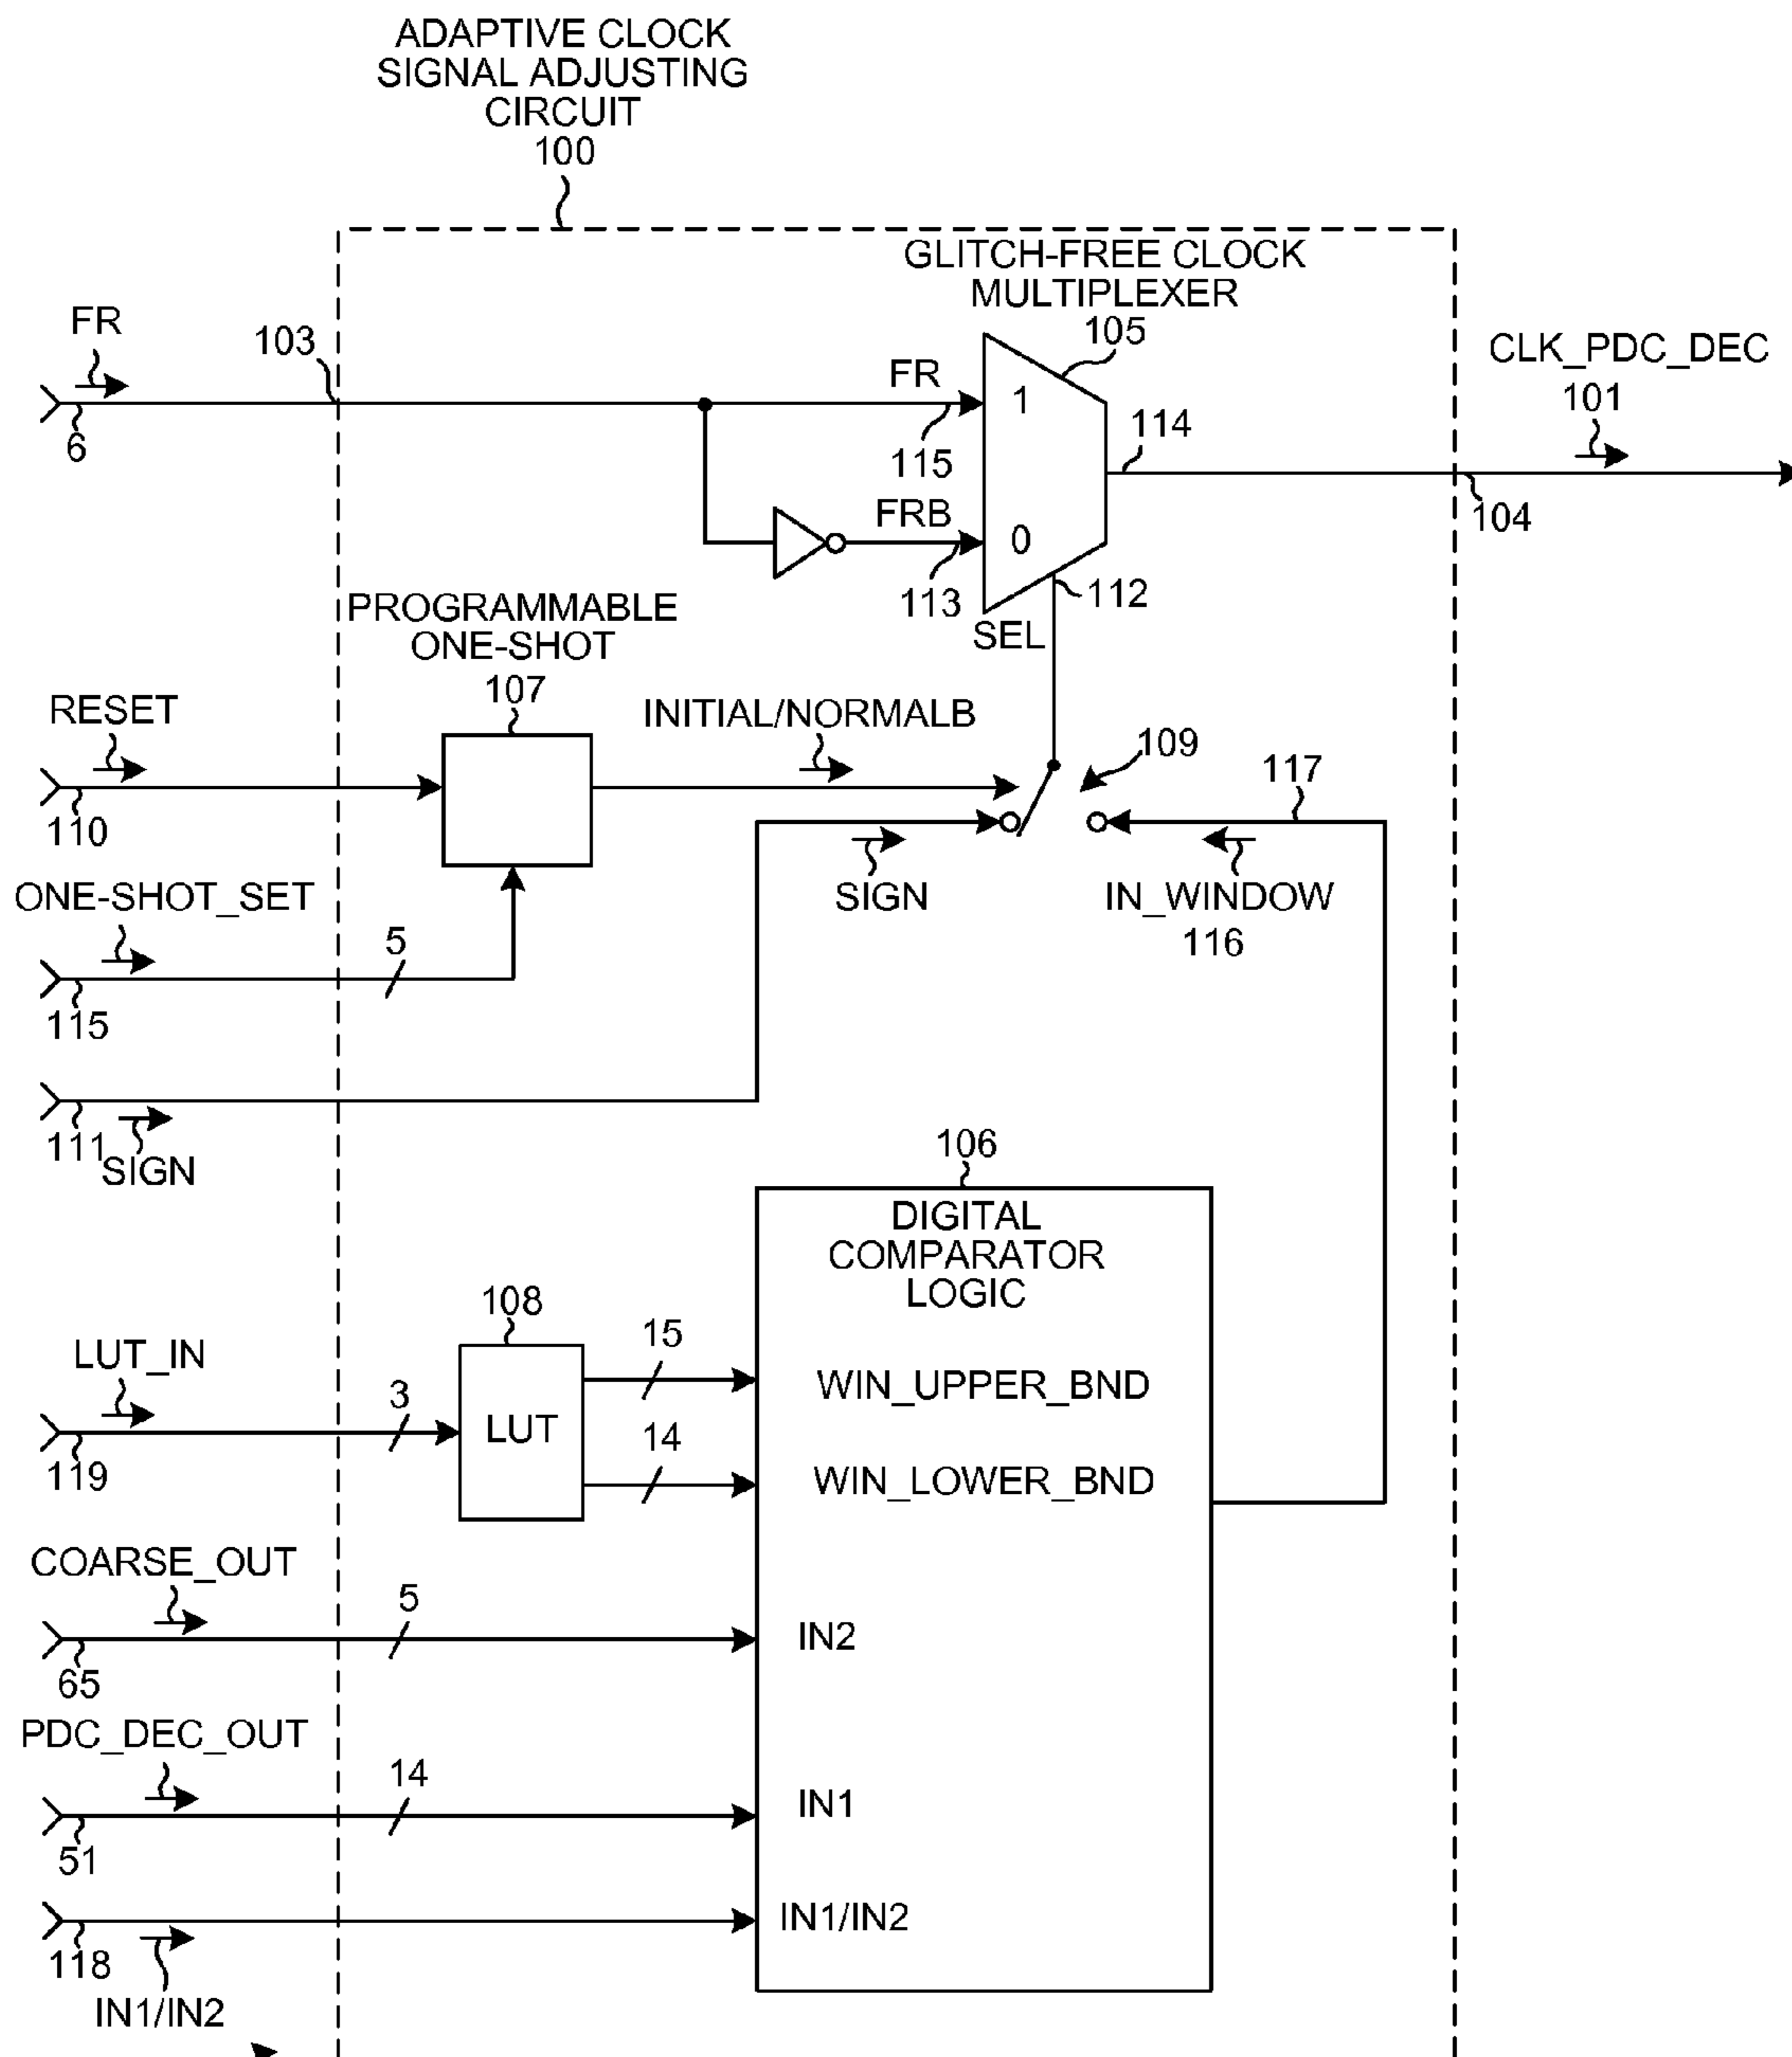 ADAPTIVE CLOCK
SIGNAL ADJUSTING
CIRCUIT
100
GLITCH-FREE CLOCK
MULTIPLEXER
105
FR
6
103
FR
115
1
114
CLK_PDC_DEC
101
104
FRB
113
0
112
SEL
PROGRAMMABLE
ONE-SHOT
107
RESET
110
INITIAL/NORMALB
109
117
SIGN
IN_WINDOW
116
ONE-SHOT_SET
5
115
111
SIGN
106
DIGITAL
COMPARATOR
LOGIC
108
LUT_IN
3
119
LUT
15
WIN_UPPER_BND
14
WIN_LOWER_BND
COARSE_OUT
5
65
IN2
PDC_DEC_OUT
14
51
IN1
118
IN1/IN2
IN1/IN2